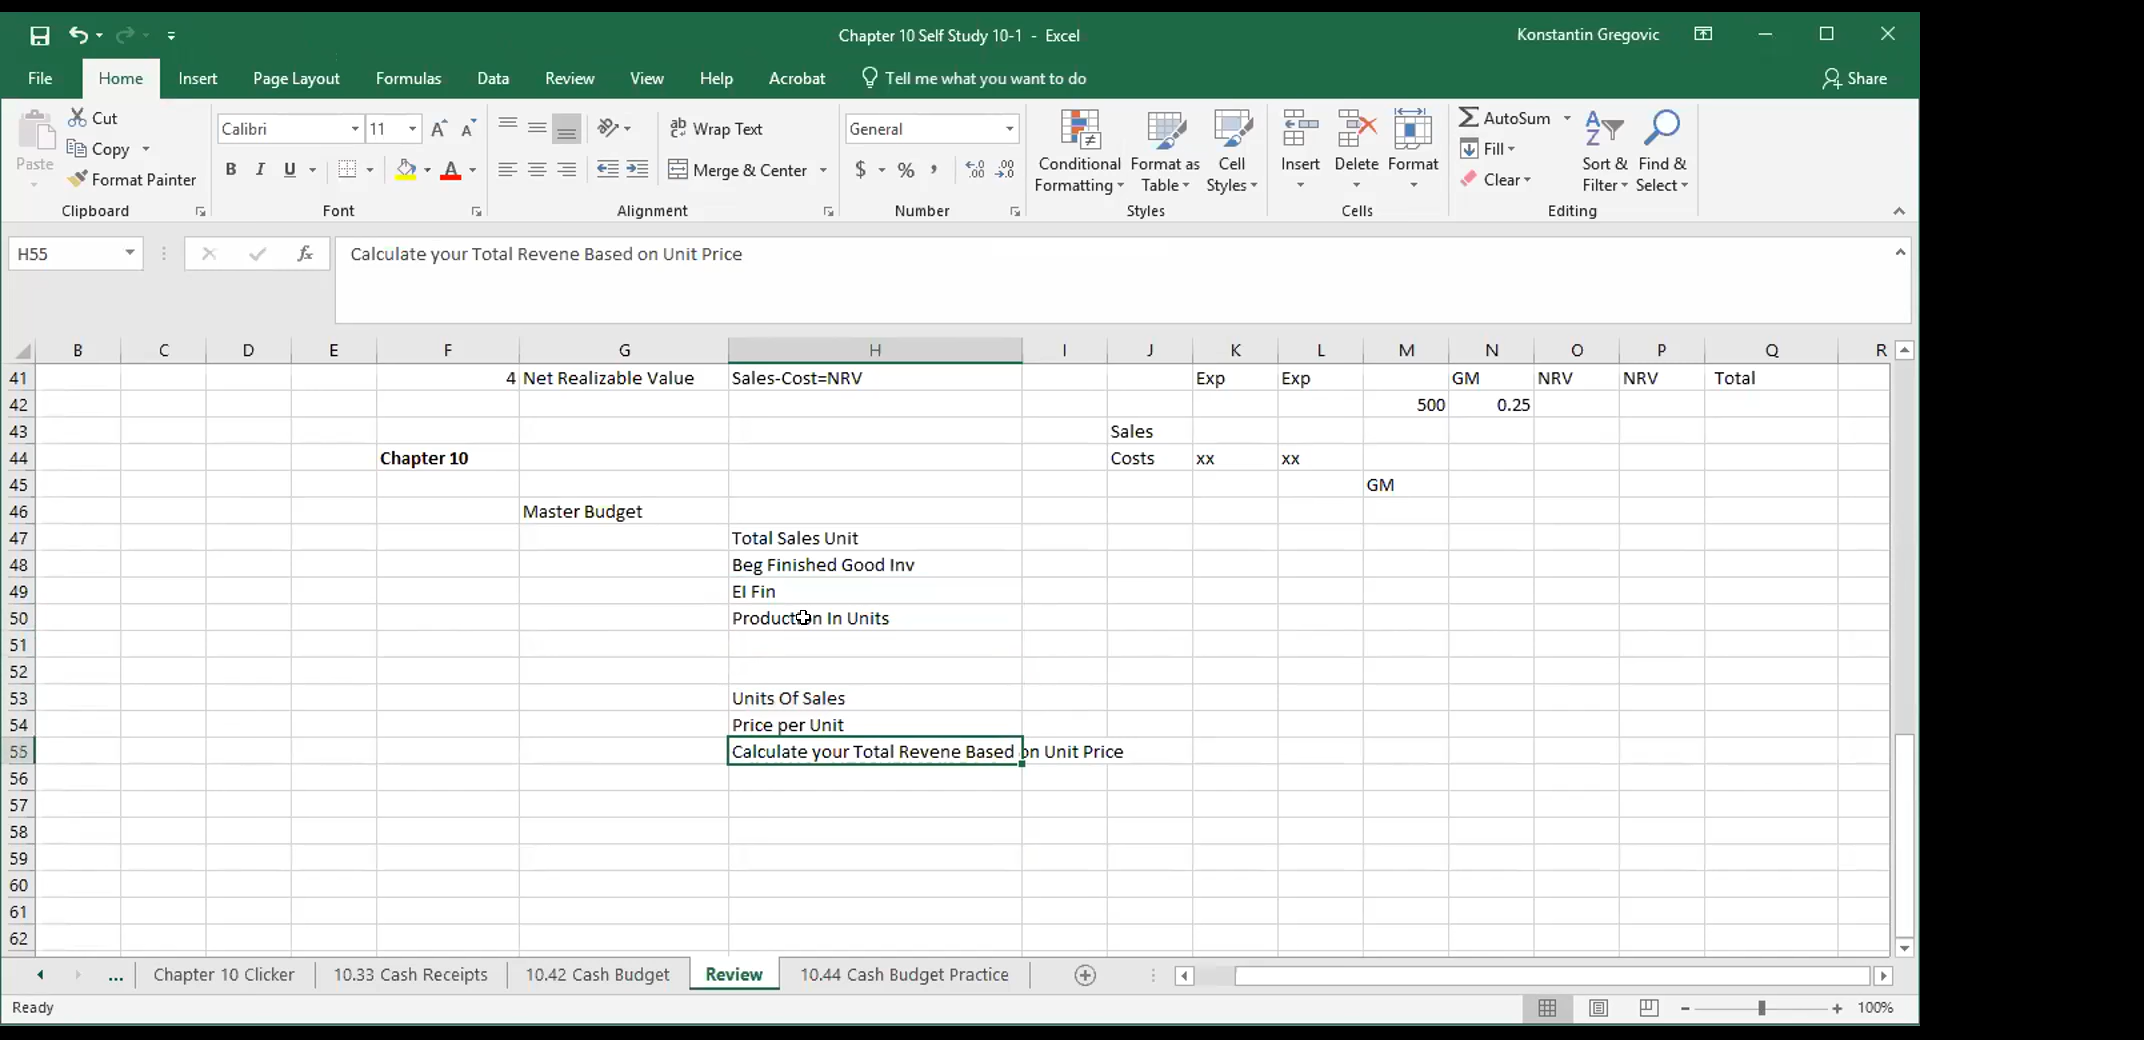 Chapter 10 Self Study 10-1 - Excel
Konstantin Gregovic
File Home Insert Page Layout Formulas Data Review View Help Acrobat Tell me what you want to do Share
Paste Cut Copy Format Painter Clipboard
Calibri 11 B I U A Font
Wrap Text Merge & Center Alignment
General $ % , Number
Conditional Formatting Format as Table Cell Styles Styles
Insert Delete Format Cells
AutoSum Fill Clear Sort & Filter Find & Select Editing
H55 fx Calculate your Total Revene Based on Unit Price
B C D E F G H I J K L M N O P Q R
41 4 Net Realizable Value Sales-Cost=NRV Exp Exp GM NRV NRV Total
42 500 0.25
43 Sales
44 Chapter 10 Costs xx xx
45 GM
46 Master Budget
47 Total Sales Unit
48 Beg Finished Good Inv
49 EI Fin
50 Production In Units
51
52
53 Units Of Sales
54 Price per Unit
55 Calculate your Total Revene Based on Unit Price
56
57
58
59
60
61
62
... Chapter 10 Clicker 10.33 Cash Receipts 10.42 Cash Budget Review 10.44 Cash Budget Practice
Ready 100%